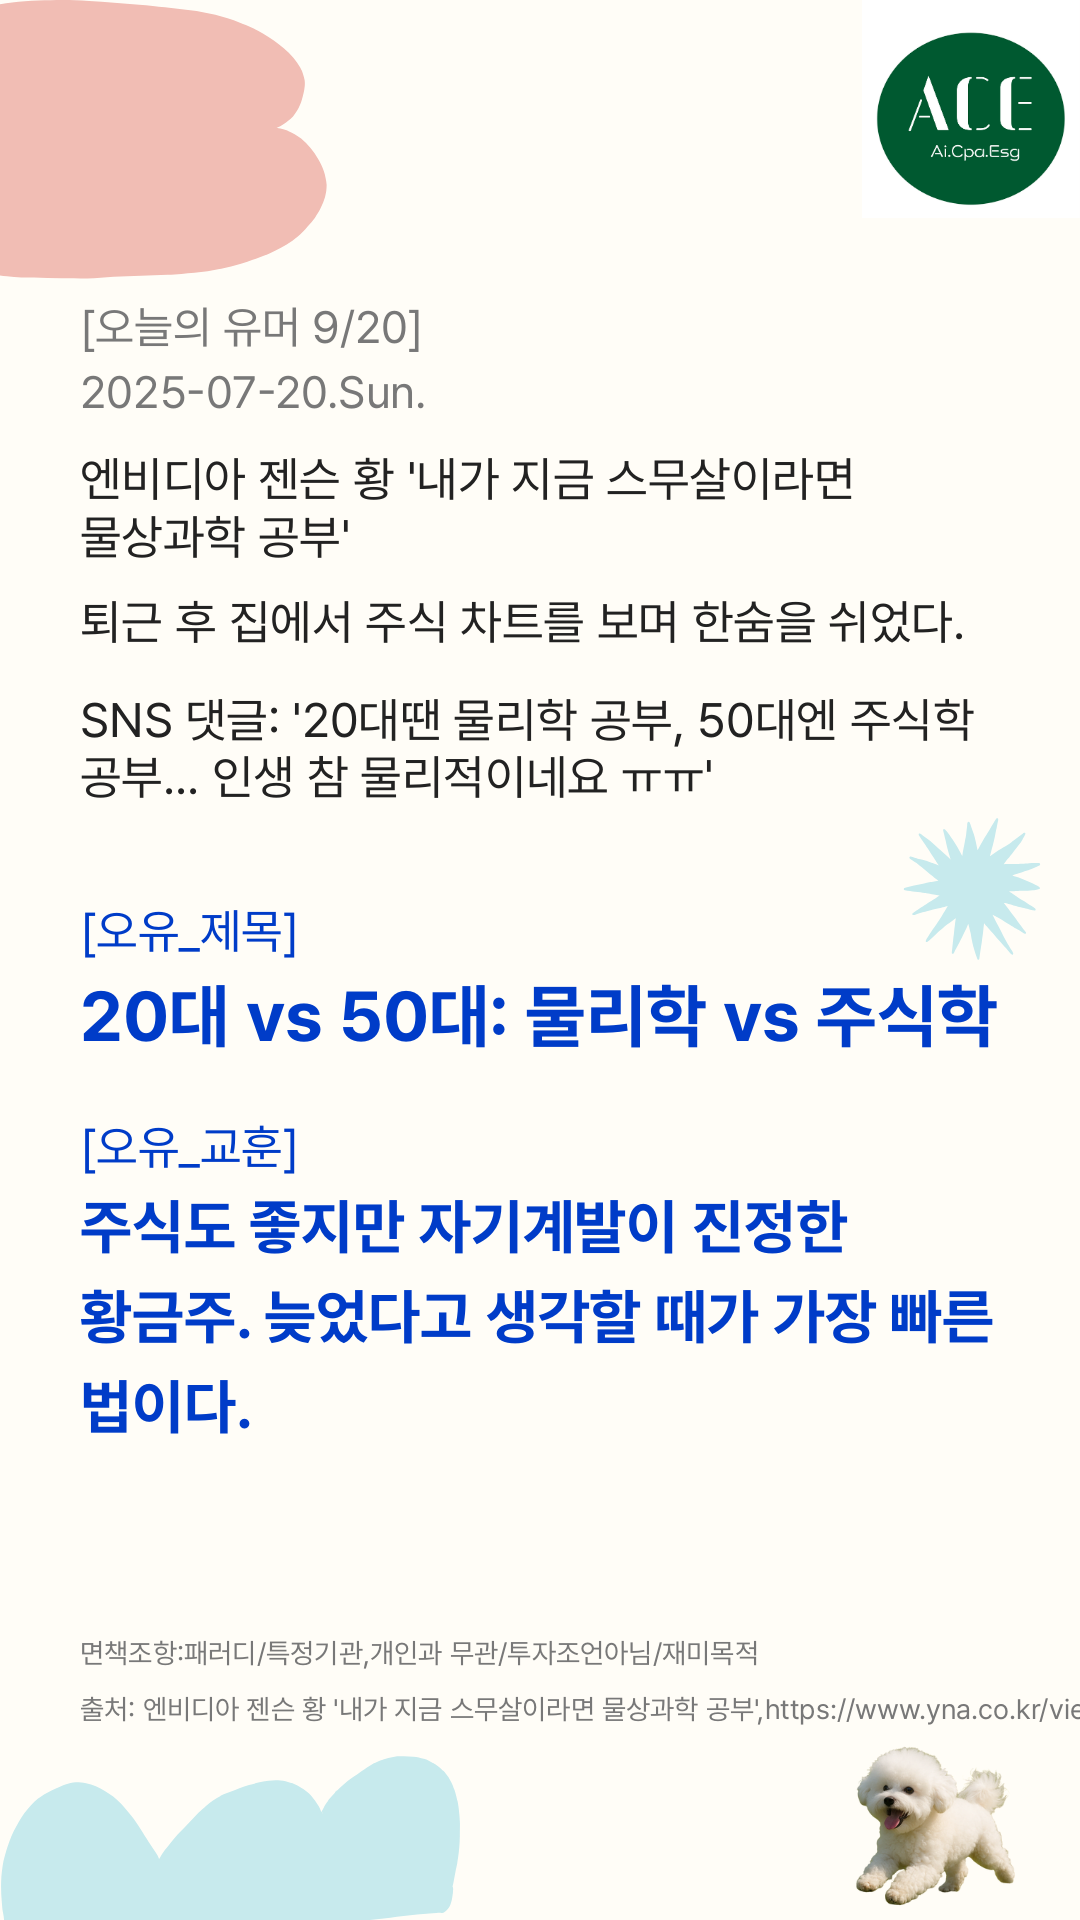 ACE
Ai.Cpa.Esg
[오늘의 유머 9/20]
2025-07-20.Sun.
엔비디아 젠슨 황 '내가 지금 스무살이라면
물상과학 공부'
퇴근 후 집에서 주식 차트를 보며 한숨을 쉬었다.
SNS 댓글: '20대땐 물리학 공부, 50대엔 주식학
공부... 인생 참 물리적이네요 ㅠㅠ'
[오유_제목]
20대 vs 50대: 물리학 vs 주식학
[오유_교훈]
주식도 좋지만 자기계발이 진정한
황금주. 늦었다고 생각할 때가 가장 빠른
법이다.
면책조항:패러디/특정기관,개인과 무관/투자조언아님/재미목적
출처: 엔비디아 젠슨 황 '내가 지금 스무살이라면 물상과학 공부',https://www.yna.co.kr/vie